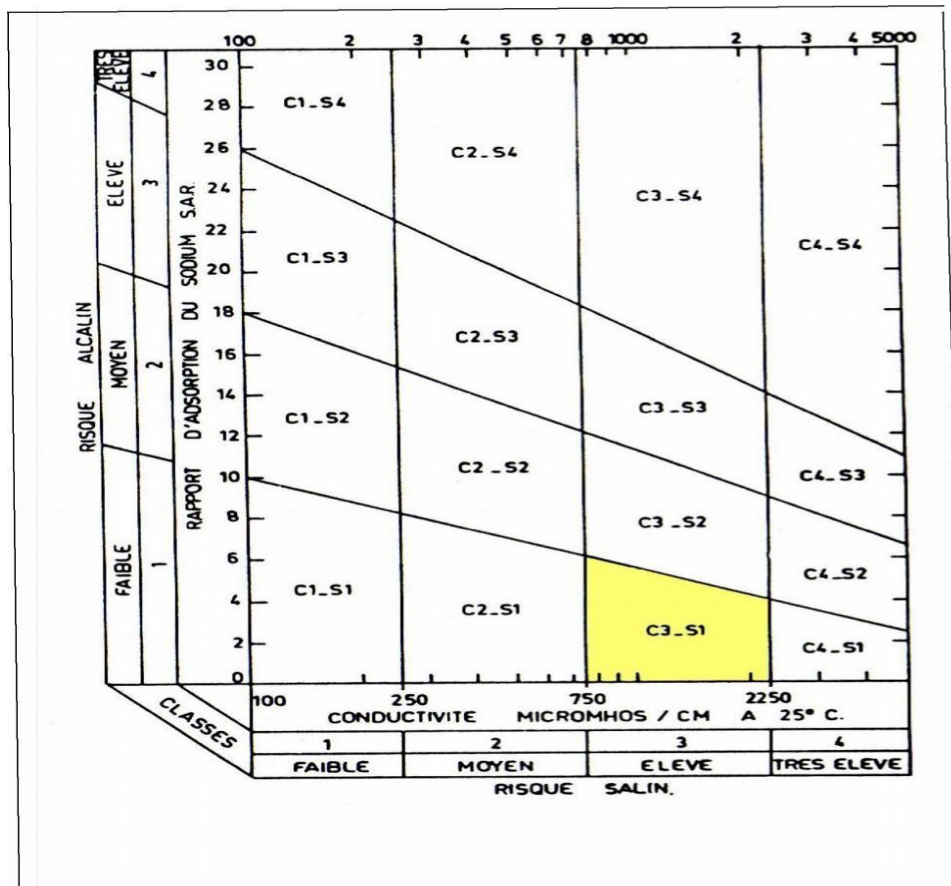 100 2 3 4 5 6 7 8 1000 2 3 4 5000
TRES ELEVE 4
ELEVE 3
MOYEN 2
FAIBLE 1
RISQUE ALCALIN
RAPPORT D'ADSORPTION DU SODIUM S.A.R.
30
28
26
24
22
20
18
16
14
12
10
8
6
4
2
0
C1_S4
C2_S4
C3_S4
C4_S4
C1_S3
C2_S3
C3_S3
C4_S3
C1_S2
C2_S2
C3_S2
C4_S2
C1_S1
C2_S1
C3_S1
C4_S1
100 250 750 2250
CONDUCTIVITE MICROMHOS / CM A 25° C.
CLASSES
1 2 3 4
FAIBLE MOYEN ELEVE TRES ELEVE
RISQUE SALIN.